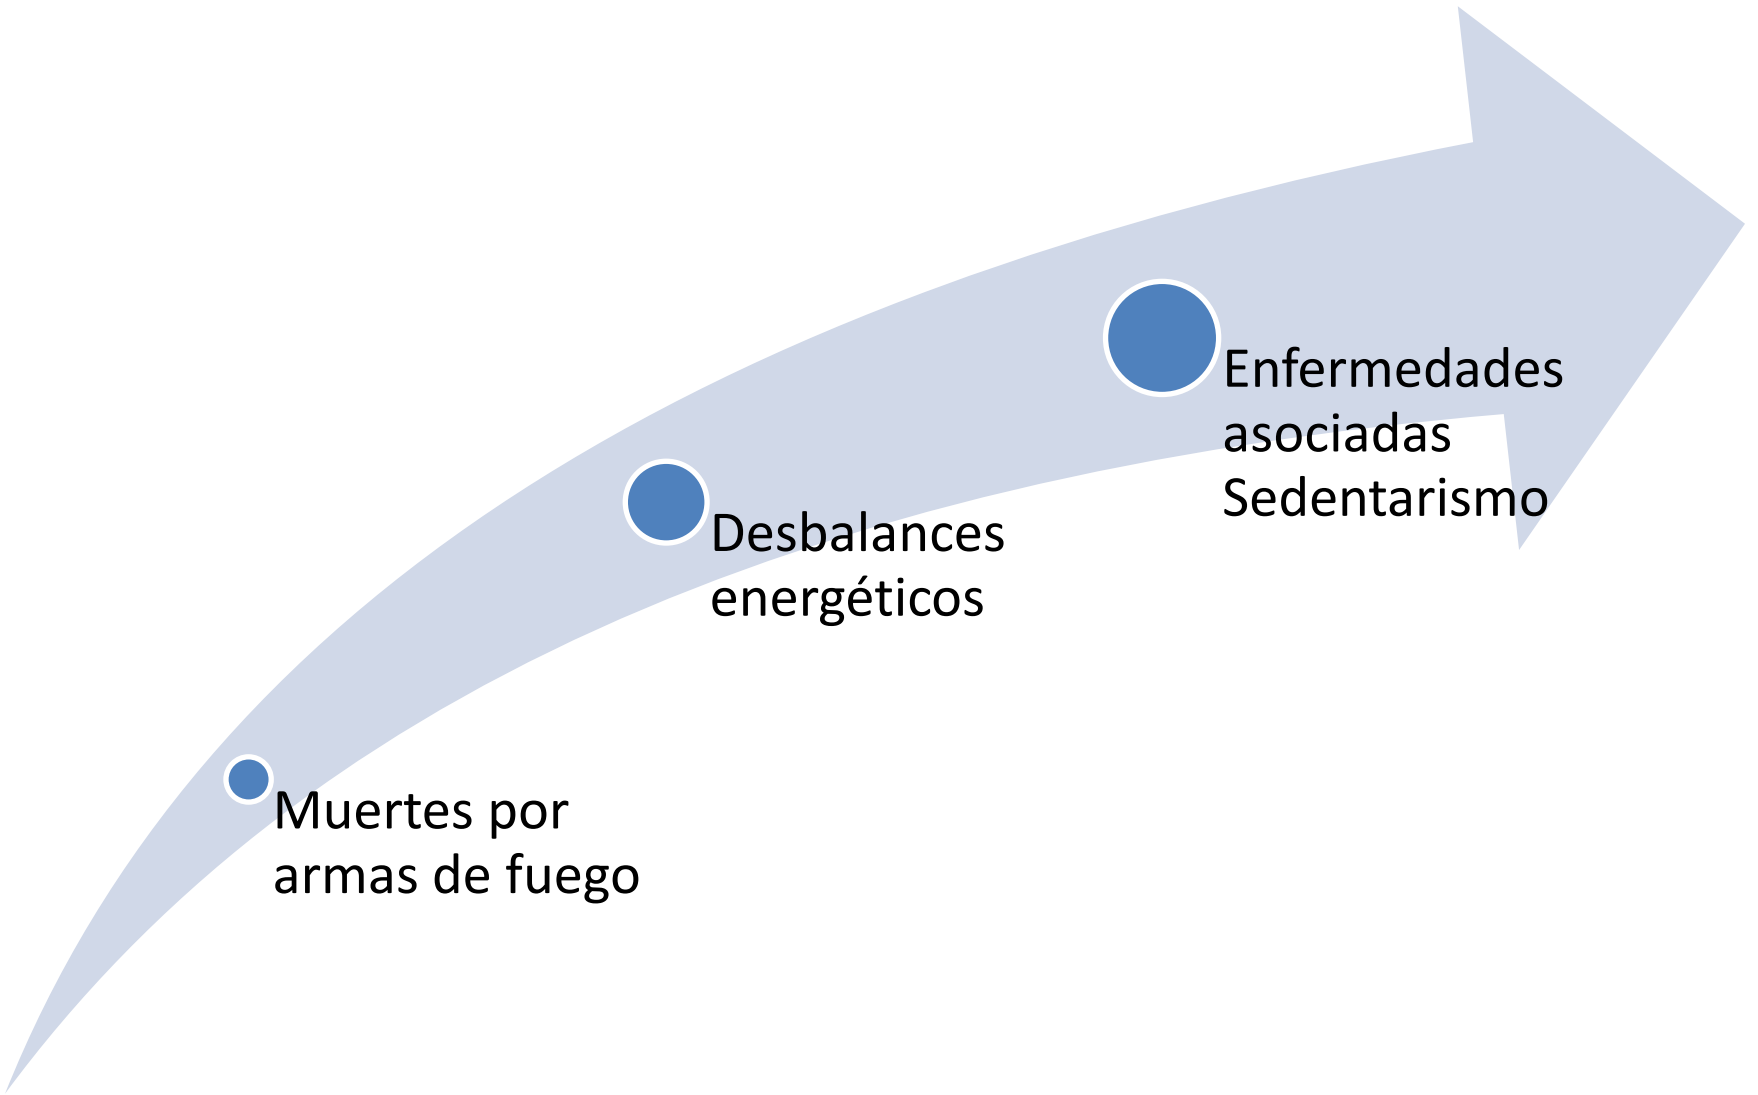 Enfermedades
asociadas
Sedentarismo
Desbalances
energéticos
Muertes por
armas de fuego